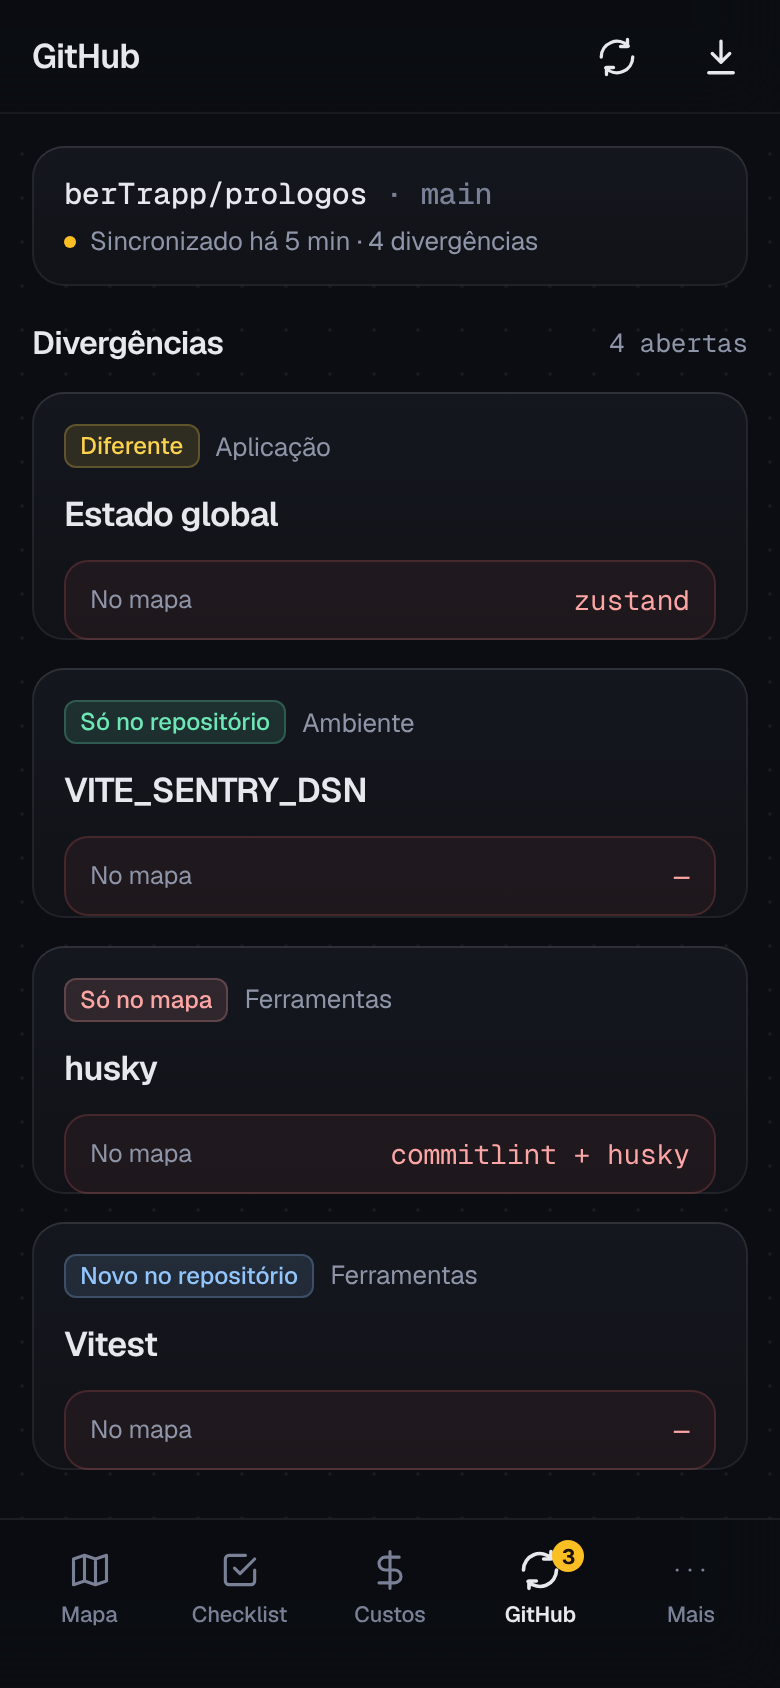 GitHub
berTrapp/prologos · main
Sincronizado há 5 min · 4 divergências
Divergências 4 abertas
Diferente Aplicação
Estado global
No mapa zustand
Só no repositório Ambiente
VITE_SENTRY_DSN
No mapa —
Só no mapa Ferramentas
husky
No mapa commitlint + husky
Novo no repositório Ferramentas
Vitest
No mapa —
3
Mapa Checklist Custos GitHub Mais